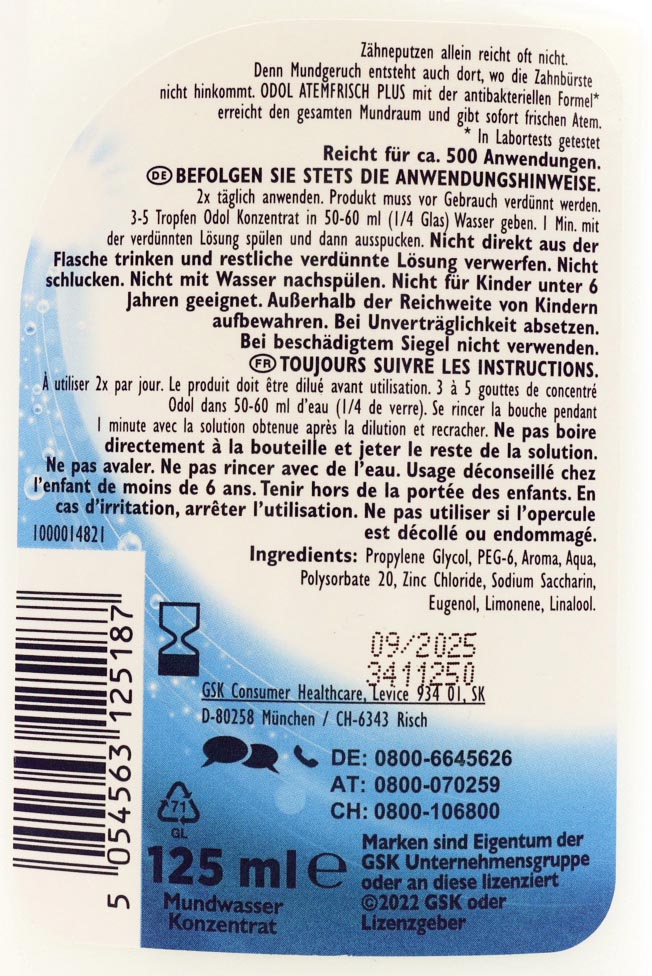 Zähneputzen allein reicht oft nicht.
Denn Mundgeruch entsteht auch dort, wo die Zahnbürste
nicht hinkommt. ODOL ATEMFRISCH PLUS mit der antibakteriellen Formel*
erreicht den gesamten Mundraum und gibt sofort frischen Atem.
* In Labortests getestet
Reicht für ca. 500 Anwendungen.
DE BEFOLGEN SIE STETS DIE ANWENDUNGSHINWEISE.
2x täglich anwenden. Produkt muss vor Gebrauch verdünnt werden.
3-5 Tropfen Odol Konzentrat in 50-60 ml (1/4 Glas) Wasser geben. 1 Min. mit
der verdünnten Lösung spülen und dann ausspucken. Nicht direkt aus der
Flasche trinken und restliche verdünnte Lösung verwerfen. Nicht
schlucken. Nicht mit Wasser nachspülen. Nicht für Kinder unter 6
Jahren geeignet. Außerhalb der Reichweite von Kindern
aufbewahren. Bei Unverträglichkeit absetzen.
Bei beschädigtem Siegel nicht verwenden.
FR TOUJOURS SUIVRE LES INSTRUCTIONS.
À utiliser 2x par jour. Le produit doit être dilué avant utilisation. 3 à 5 gouttes de concentré
Odol dans 50-60 ml d'eau (1/4 de verre). Se rincer la bouche pendant
1 minute avec la solution obtenue après la dilution et recracher. Ne pas boire
directement à la bouteille et jeter le reste de la solution.
Ne pas avaler. Ne pas rincer avec de l'eau. Usage déconseillé chez
l'enfant de moins de 6 ans. Tenir hors de la portée des enfants. En
cas d'irritation, arrêter l'utilisation. Ne pas utiliser si l'opercule
est décollé ou endommagé.
1000014821
Ingredients: Propylene Glycol, PEG-6, Aroma, Aqua,
Polysorbate 20, Zinc Chloride, Sodium Saccharin,
Eugenol, Limonene, Linalool.
09/2025
3411250
GSK Consumer Healthcare, Levice 934 01, SK
D-80258 München / CH-6343 Risch
DE: 0800-6645626
AT: 0800-070259
CH: 0800-106800
71
GL
125 ml e
Mundwasser
Konzentrat
Marken sind Eigentum der
GSK Unternehmensgruppe
oder an diese lizenziert
©2022 GSK oder
Lizenzgeber
5 054563 125187